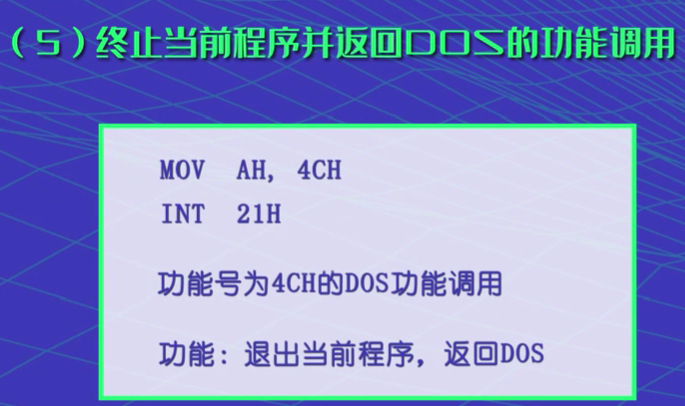 （5）终止当前程序并返回DOS的功能调用
MOV AH, 4CH
INT 21H
功能号为4CH的DOS功能调用
功能：退出当前程序，返回DOS